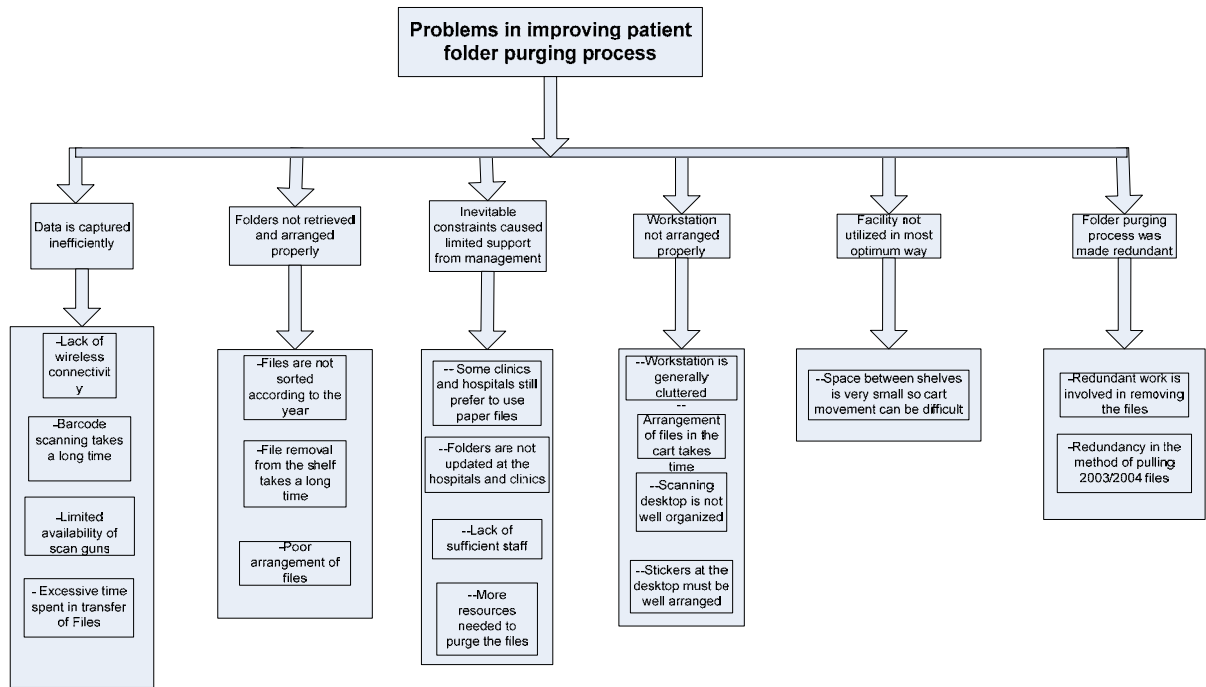 Problems in improving patient
folder purging process
Data is captured
inefficiently
Folders not retrieved
and arranged
properly
Inevitable
constraints caused
limited support
from management
Workstation
not arranged
properly
Facility not
utilized in most
optimum way
Folder purging
process was
made redundant
-Lack of
wireless
connectivit
y
-Barcode
scanning takes
a long time
-Limited
availability of
scan guns
- Excessive time
spent in transfer
of Files
-Files are not
sorted
according to the
year
-File removal
from the shelf
takes a long
time
-Poor
arrangement of
files
-- Some clinics
and hospitals still
prefer to use
paper files
--Folders are not
updated at the
hospitals and clinics
--Lack of
sufficient staff
--More
resources
needed to
purge the files
--Workstation is
generally
cluttered
--
Arrangement
of files in the
cart takes
time
--Scanning
desktop is not
well organized
--Stickers at the
desktop must be
well arranged
--Space between shelves
is very small so cart
movement can be difficult
-Redundant work is
involved in removing
the files
-Redundancy in the
method of pulling
2003/2004 files